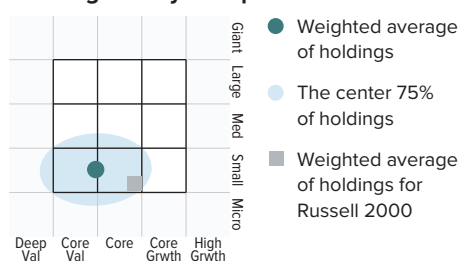 Giant
Large
Med
Small
Micro
Deep
Val
Core
Val
Core
Core
Grwth
High
Grwth
Weighted average
of holdings
The center 75%
of holdings
Weighted average
of holdings for
Russell 2000